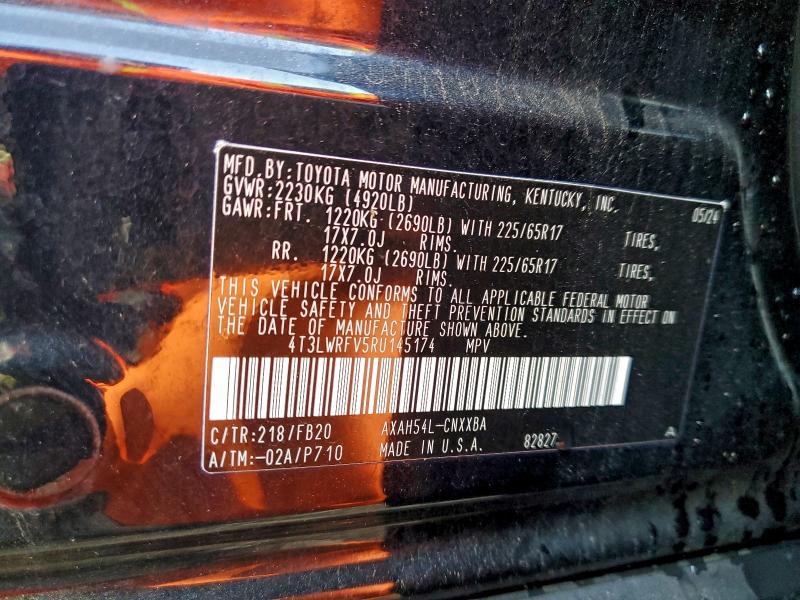 MFD.BY:TOYOTA MOTOR MANUFACTURING, KENTUCKY, INC.
GVWR:2230KG (4920LB) 05/24
GAWR:FRT. 1220KG (2690LB) WITH 225/65R17 TIRES,
17X7.0J RIMS.
RR. 1220KG (2690LB) WITH 225/65R17 TIRES,
17X7.0J RIMS.
THIS VEHICLE CONFORMS TO ALL APPLICABLE FEDERAL MOTOR
VEHICLE SAFETY AND THEFT PREVENTION STANDARDS IN EFFECT ON
THE DATE OF MANUFACTURE SHOWN ABOVE.
4T3LWRFV5RU145174 MPV
C/TR:218/FB20 AXAH54L-CNXXBA
A/TM:-02A/P710 MADE IN U.S.A. 82827 A